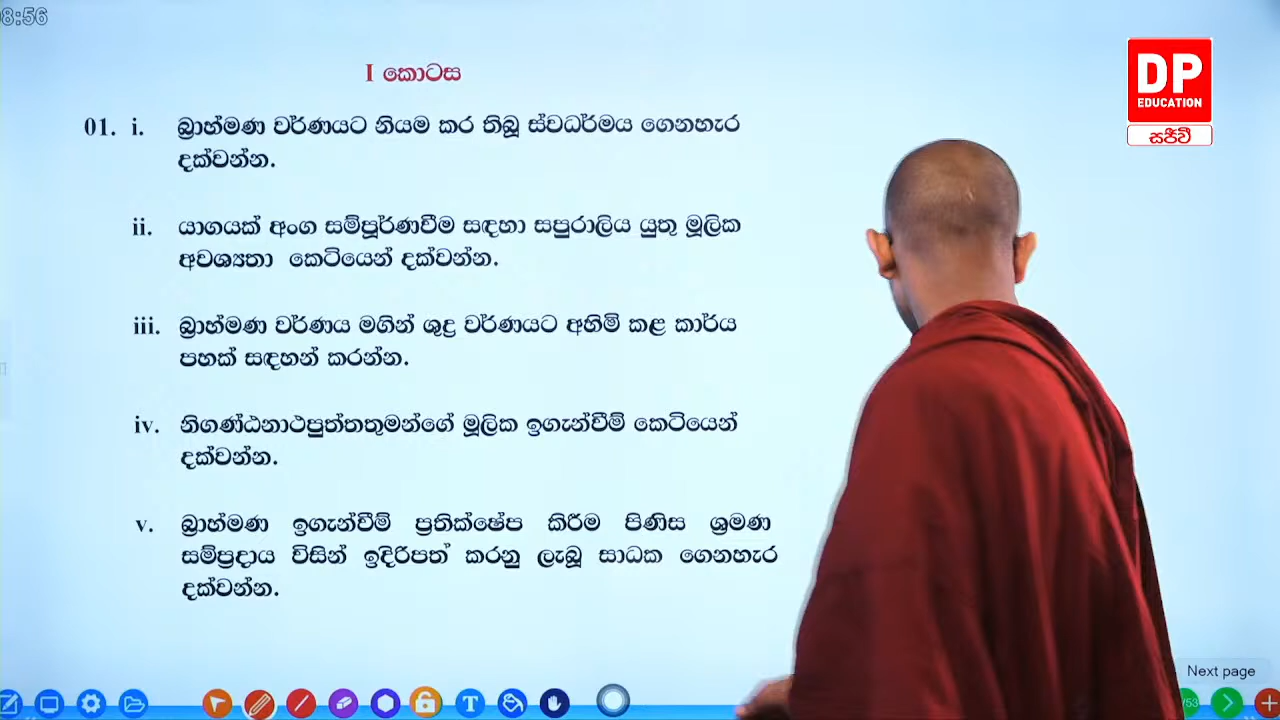 8:56
DP
EDUCATION
සජීවී
I කොටස
01. i. බ්‍රාහ්මණ වර්ණයට නියම කර තිබූ ස්වධර්මය ගෙනහැර
දක්වන්න.
ii. යාගයක් අංග සම්පූර්ණවීම සඳහා සපුරාලිය යුතු මූලික
අවශ්‍යතා කෙටියෙන් දක්වන්න.
iii. බ්‍රාහ්මණ වර්ණය මගින් ශුද්‍ර වර්ණයට අහිමි කළ කාර්ය
පහක් සඳහන් කරන්න.
iv. නිගණ්ඨනාථපුත්තතුමන්ගේ මූලික ඉගැන්වීම් කෙටියෙන්
දක්වන්න.
v. බ්‍රාහ්මණ ඉගැන්වීම් ප්‍රතික්ෂේප කිරීම පිණිස ශ්‍රමණ
සම්ප්‍රදාය විසින් ඉදිරිපත් කරනු ලැබූ සාධක ගෙනහැර
දක්වන්න.
Next page
/53